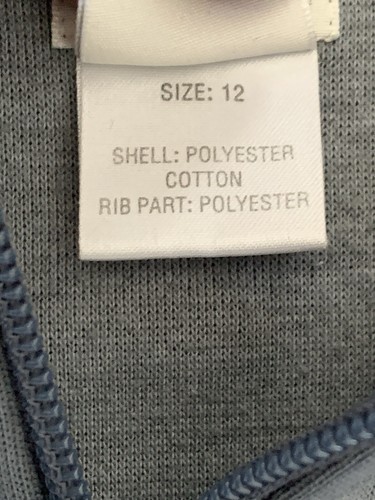 SIZE: 12
SHELL: POLYESTER
COTTON
RIB PART: POLYESTER